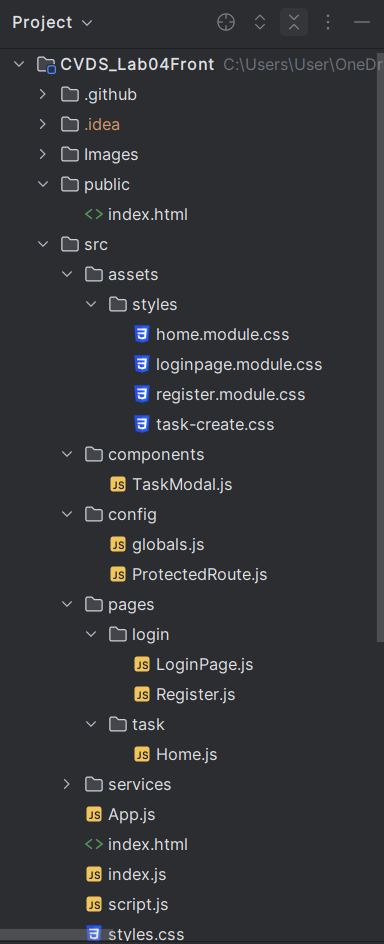 Project
CVDS_Lab04Front C:\Users\User\OneDr
.github
.idea
Images
public
index.html
src
assets
styles
home.module.css
loginpage.module.css
register.module.css
task-create.css
components
TaskModal.js
config
globals.js
ProtectedRoute.js
pages
login
LoginPage.js
Register.js
task
Home.js
services
App.js
index.html
index.js
script.js
styles.css